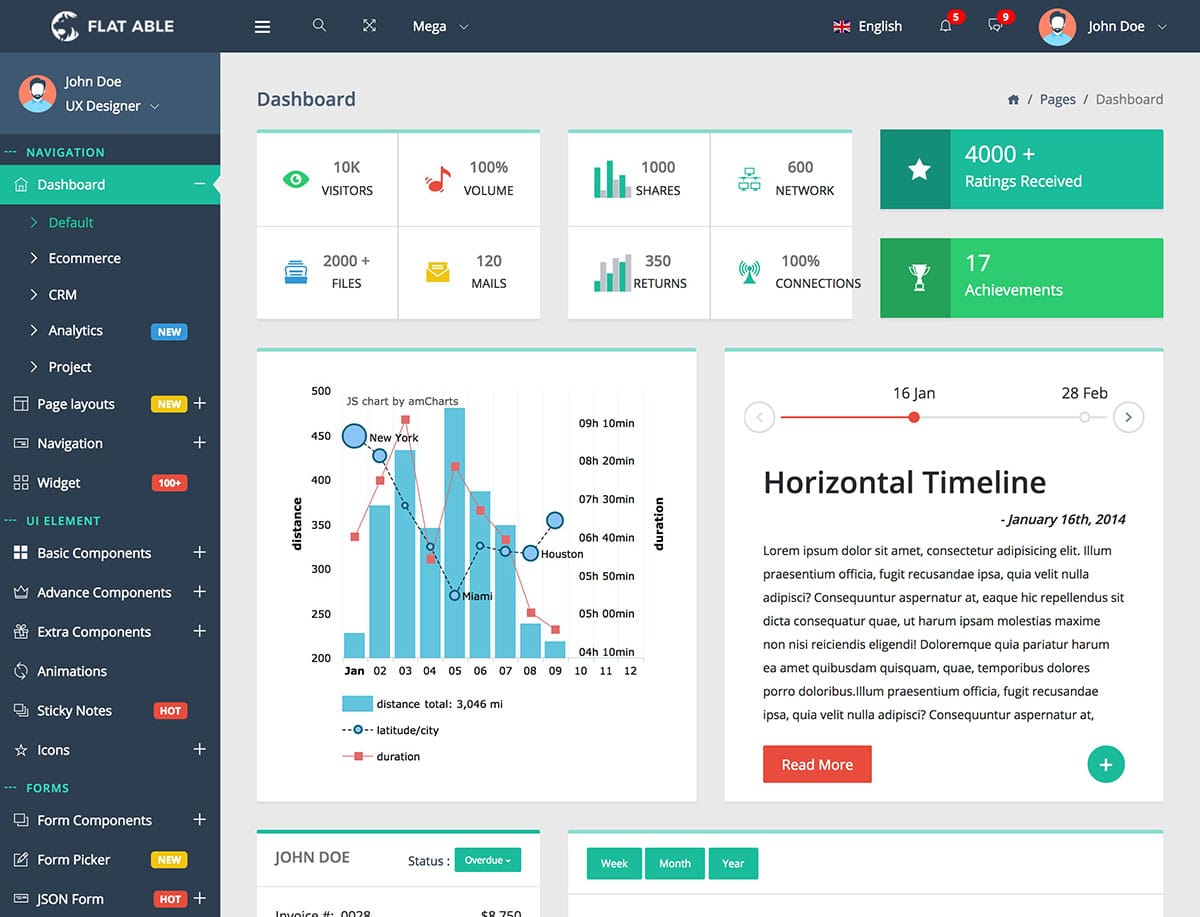 FLAT ABLE
Mega
English
5
9
John Doe
John Doe
UX Designer
NAVIGATION
Dashboard
Default
Ecommerce
CRM
Analytics NEW
Project
Page layouts NEW
Navigation
Widget 100+
UI ELEMENT
Basic Components
Advance Components
Extra Components
Animations
Sticky Notes HOT
Icons
FORMS
Form Components
Form Picker NEW
JSON Form HOT
Dashboard
/ Pages / Dashboard
10K
VISITORS
100%
VOLUME
2000 +
FILES
120
MAILS
1000
SHARES
600
NETWORK
350
RETURNS
100%
CONNECTIONS
4000 +
Ratings Received
17
Achievements
JS chart by amCharts
distance
500
450
400
350
300
250
200
New York
Miami
Houston
09h 10min
08h 20min
07h 30min
06h 40min
05h 50min
05h 00min
04h 10min
duration
Jan 02 03 04 05 06 07 08 09 10 11 12
distance total: 3,046 mi
latitude/city
duration
16 Jan 28 Feb
Horizontal Timeline
- January 16th, 2014
Lorem ipsum dolor sit amet, consectetur adipisicing elit. Illum
praesentium officia, fugit recusandae ipsa, quia velit nulla
adipisci? Consequuntur aspernatur at, eaque hic repellendus sit
dicta consequatur quae, ut harum ipsam molestias maxime
non nisi reiciendis eligendi! Doloremque quia pariatur harum
ea amet quibusdam quisquam, quae, temporibus dolores
porro doloribus.Illum praesentium officia, fugit recusandae
ipsa, quia velit nulla adipisci? Consequuntur aspernatur at,
Read More
JOHN DOE
Status : Overdue
Invoice #: 0028 $8,750
Week Month Year